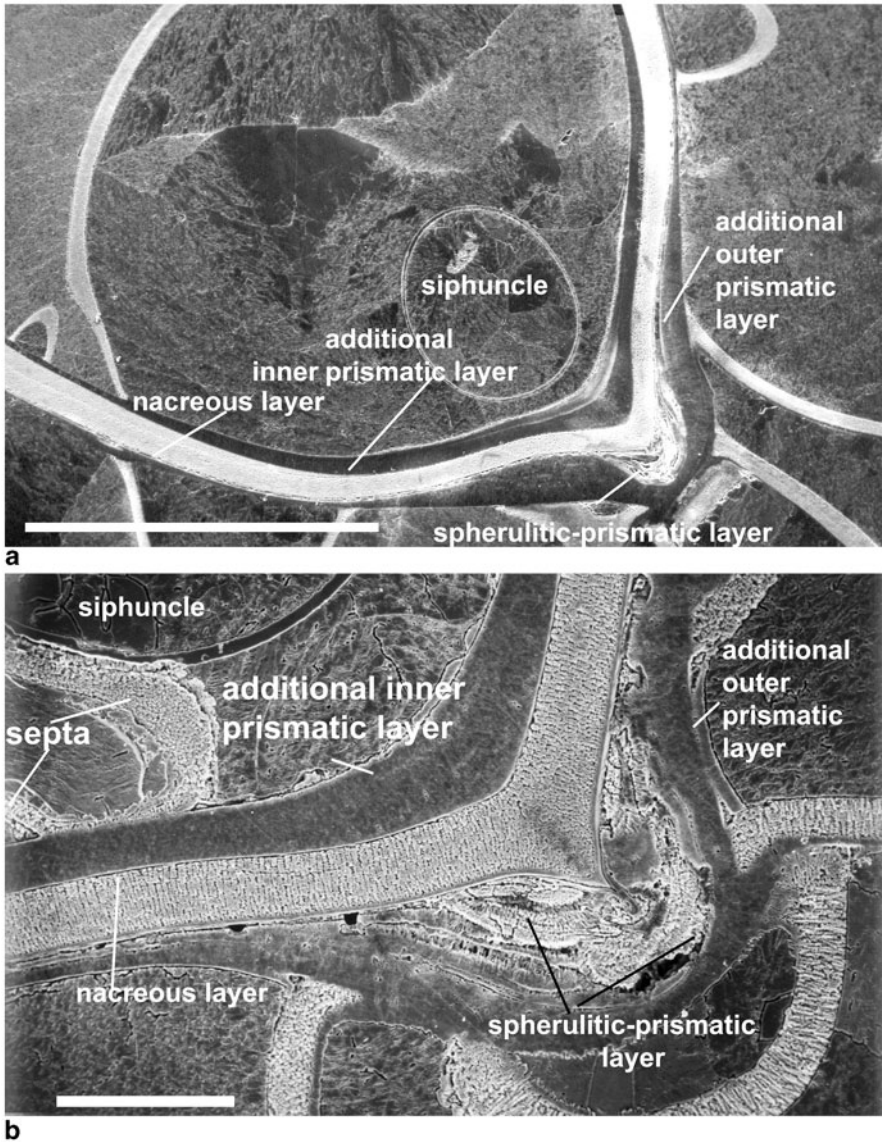 additional
outer
prismatic
layer
siphuncle
additional
inner prismatic layer
nacreous layer
spherulitic-prismatic layer
a
siphuncle
additional inner
prismatic layer
additional
outer
prismatic
layer
septa
nacreous layer
spherulitic-prismatic
layer
b